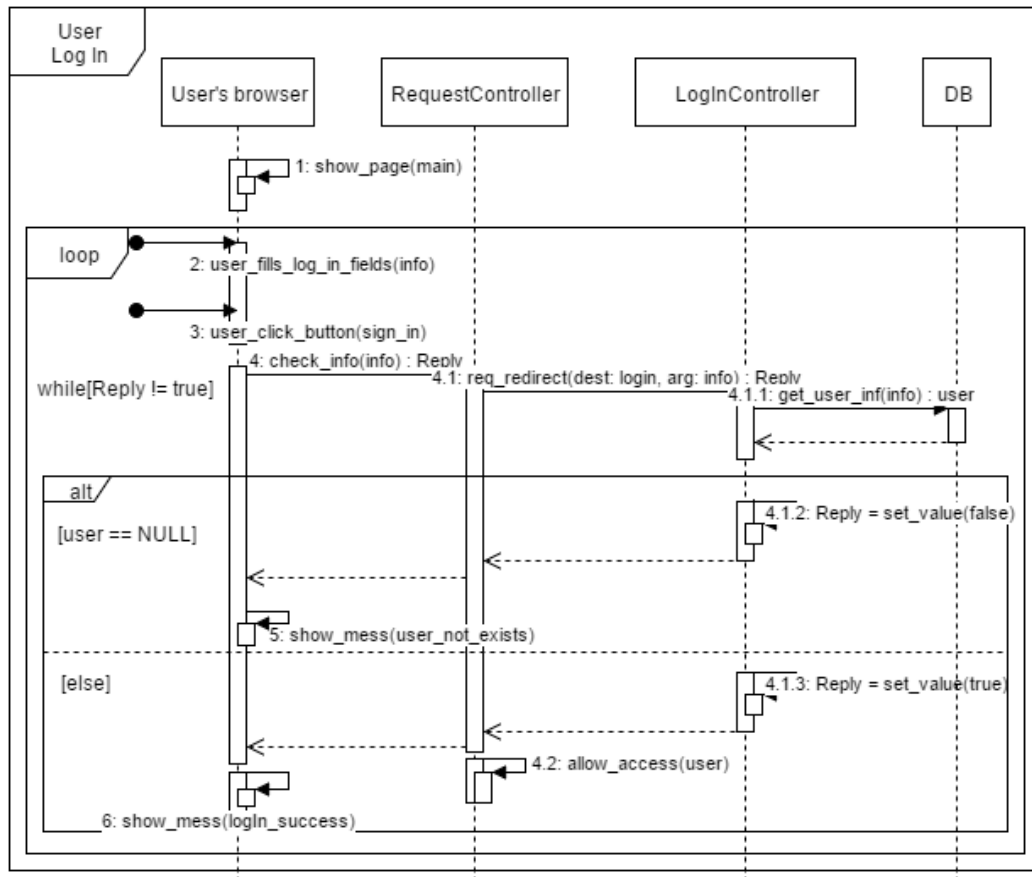 User
Log In
User's browser
RequestController
LogInController
DB
1: show_page(main)
loop
2: user_fills_log_in_fields(info)
3: user_click_button(sign_in)
4: check_info(info) : Reply
4.1: req_redirect(dest: login, arg: info) : Reply
while[Reply != true]
4.1.1: get_user_inf(info) : user
alt
[user == NULL]
4.1.2: Reply = set_value(false)
5: show_mess(user_not_exists)
[else]
4.1.3: Reply = set_value(true)
4.2: allow_access(user)
6: show_mess(logIn_success)